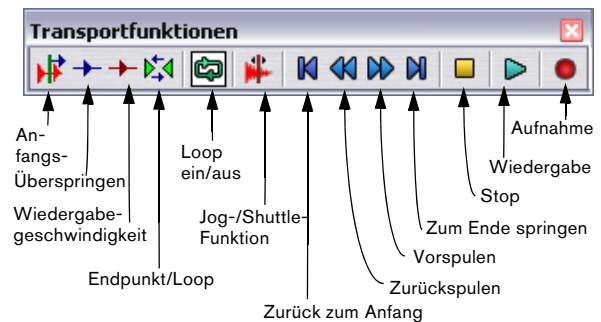 Transportfunktionen
An-
fangs-
Überspringen
Wiedergabe-
geschwindigkeit
Endpunkt/Loop
Loop
ein/aus
Jog-/Shuttle-
Funktion
Zurück zum Anfang
Zurückspulen
Vorspulen
Zum Ende springen
Stop
Wiedergabe
Aufnahme